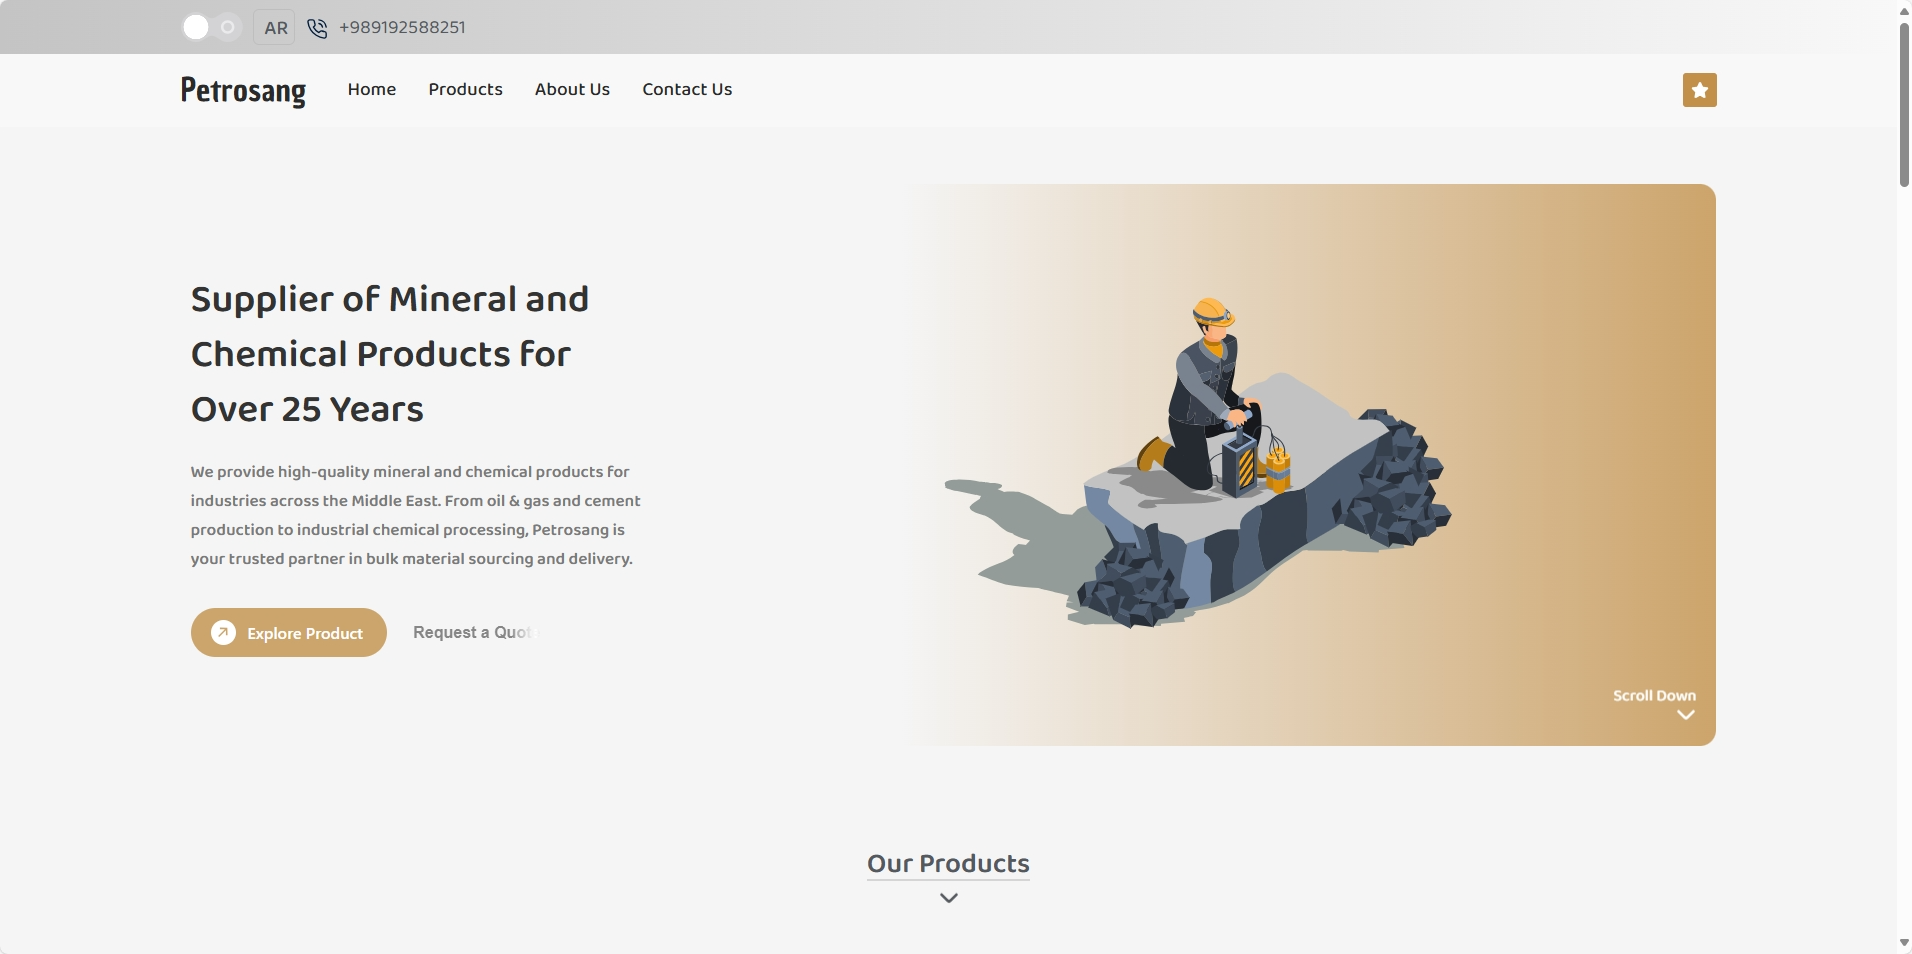 AR
+989192588251
Petrosang
Home
Products
About Us
Contact Us
Supplier of Mineral and
Chemical Products for
Over 25 Years
We provide high-quality mineral and chemical products for
industries across the Middle East. From oil & gas and cement
production to industrial chemical processing, Petrosang is
your trusted partner in bulk material sourcing and delivery.
Explore Product
Request a Quote
Scroll Down
Our Products